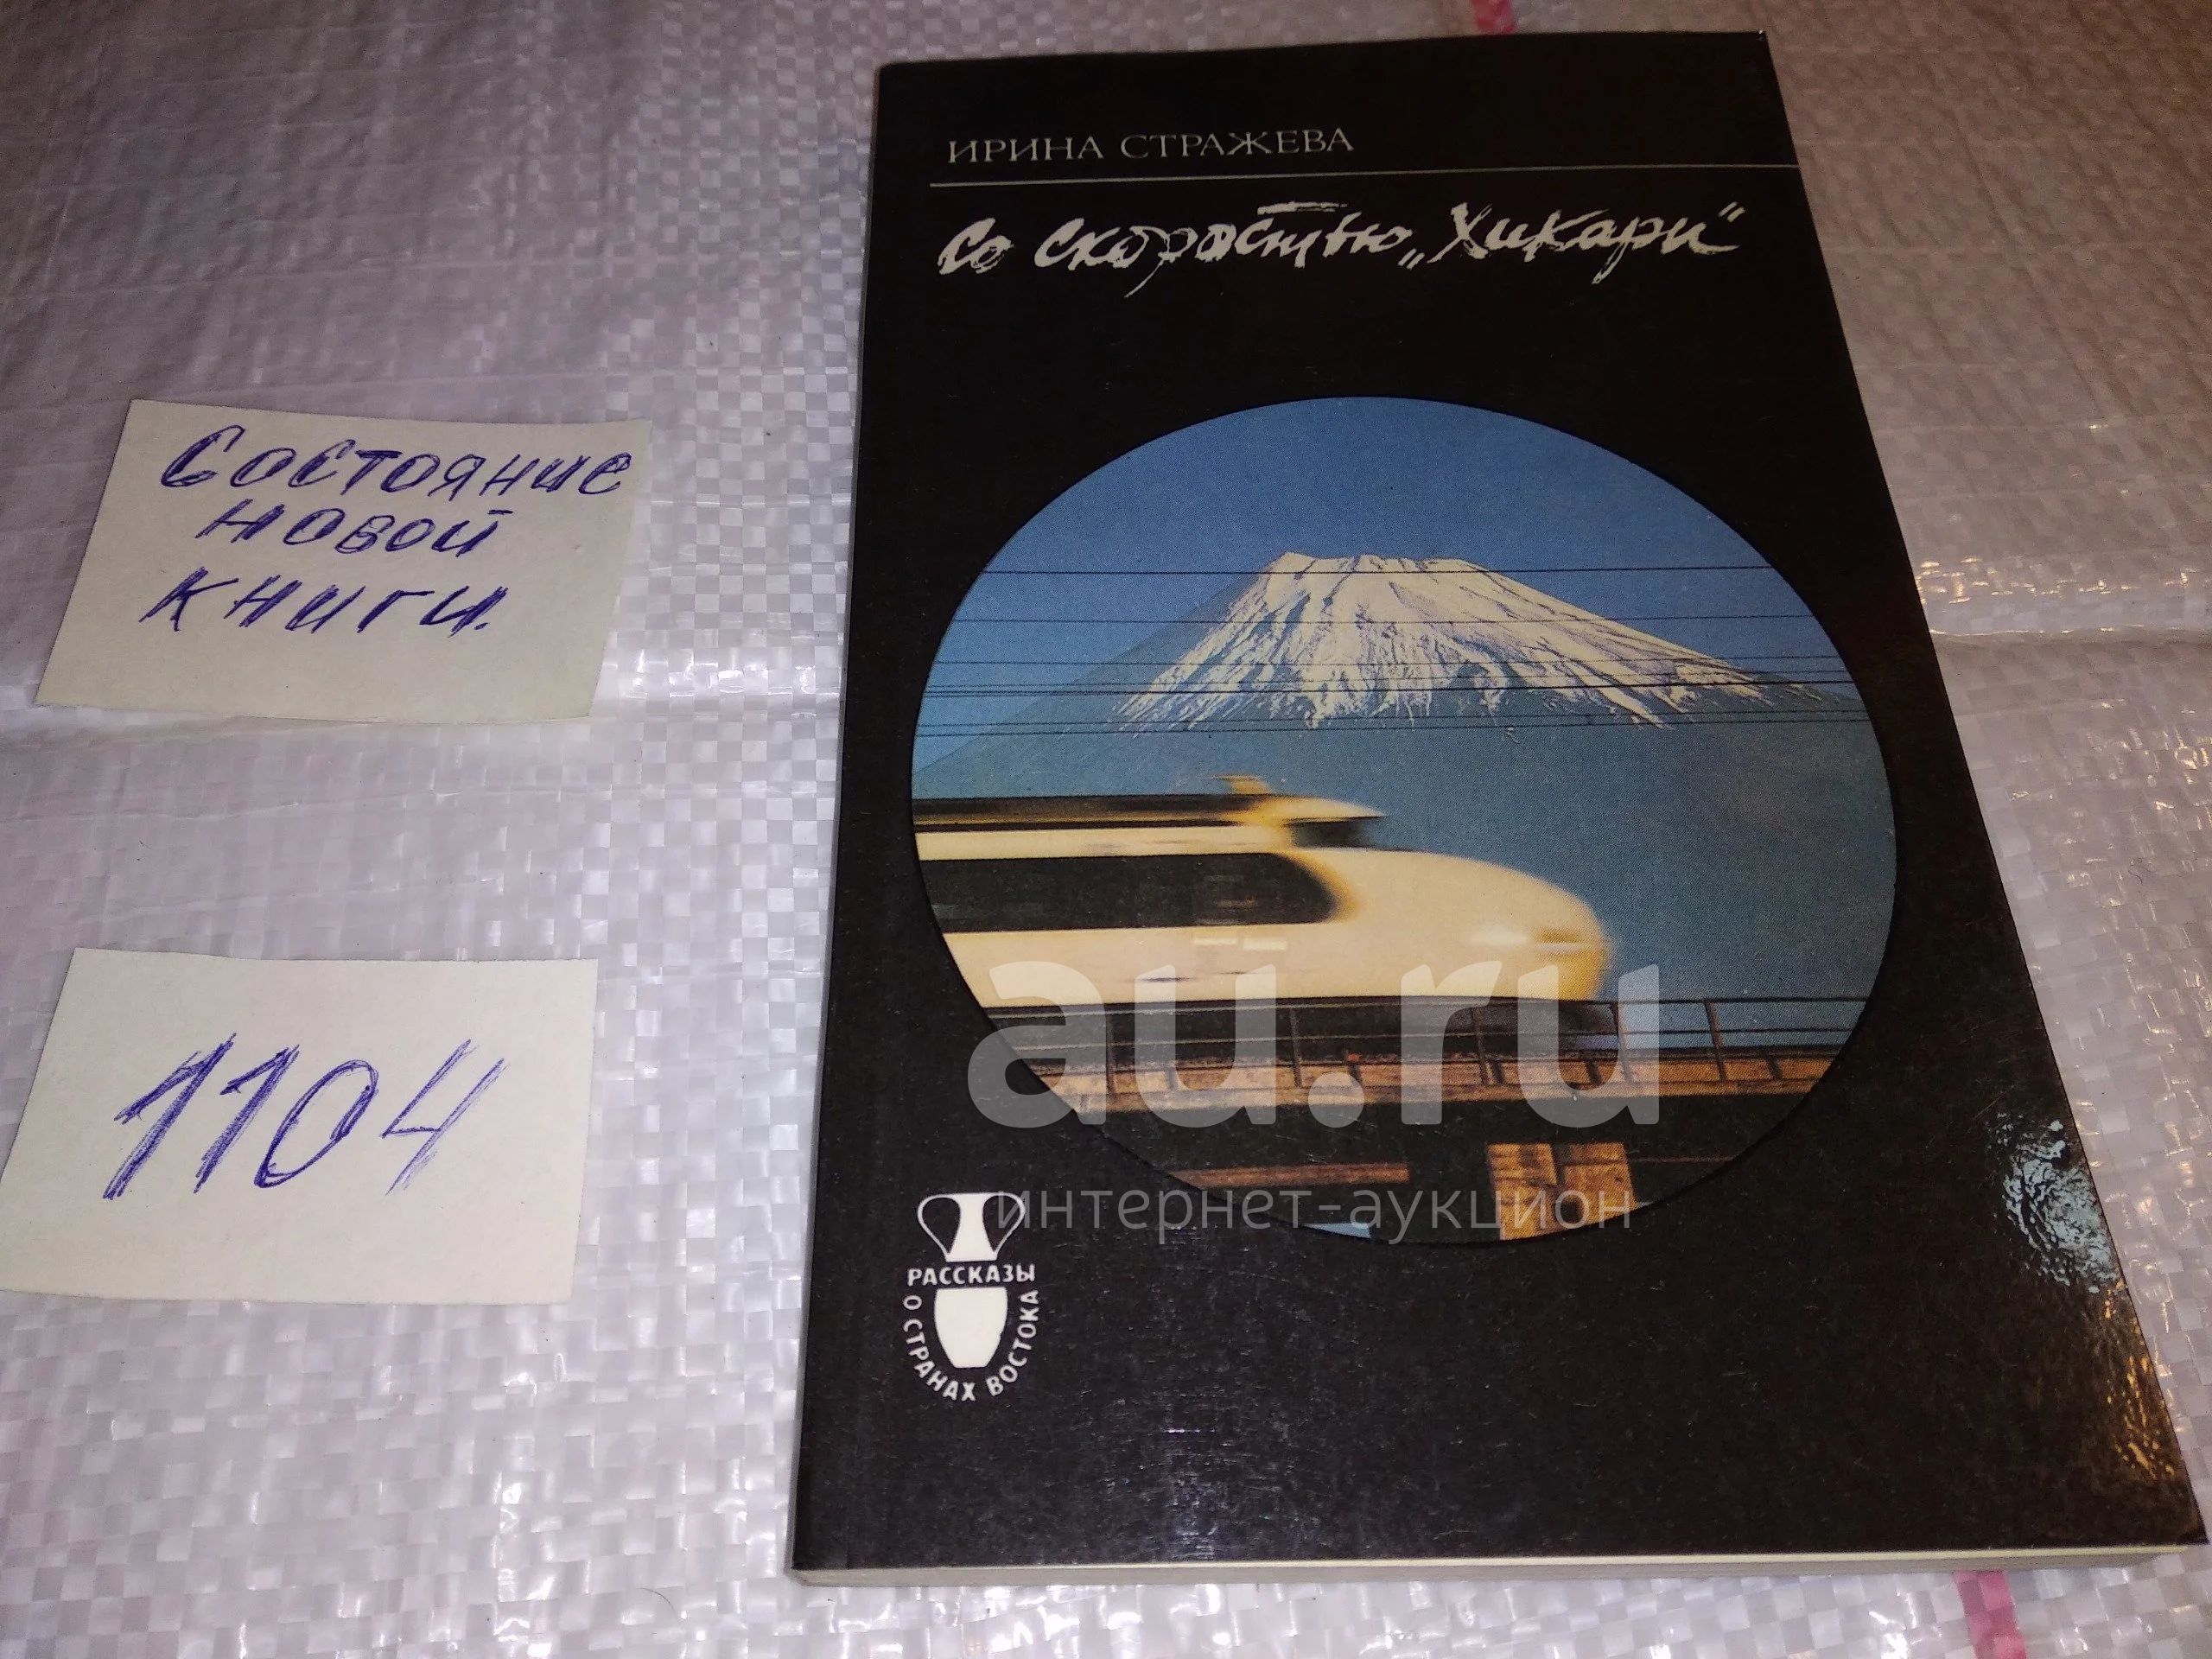 ИРИНА СТРАЖЕВА
Со скоростью „Хикари“
Состояние
новой
книги.
1104
au.ru
интернет-аукцион
РАССКАЗЫ
О СТРАНАХ ВОСТОКА